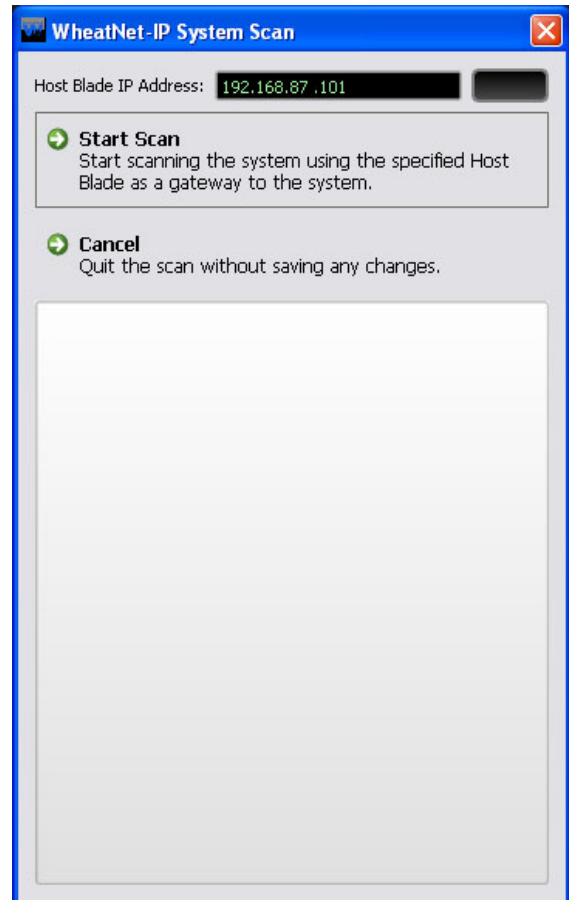 WheatNet-IP System Scan
Host Blade IP Address: 192.168.87 .101
Start Scan
Start scanning the system using the specified Host
Blade as a gateway to the system.
Cancel
Quit the scan without saving any changes.